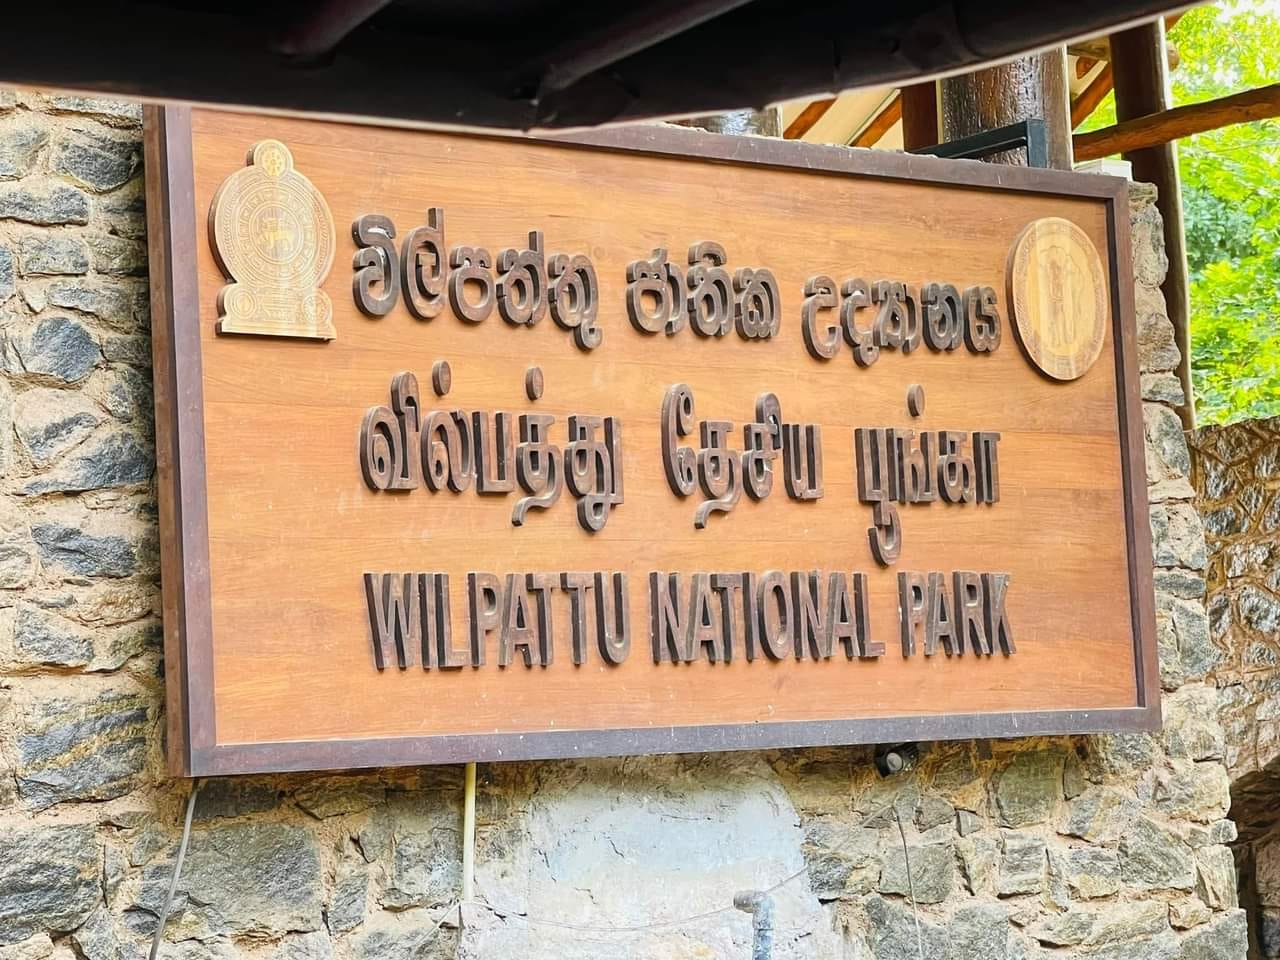 විල්පත්තු ජාතික උද්‍යානය
வில்பத்து தேசிய பூங்கா
WILPATTU NATIONAL PARK